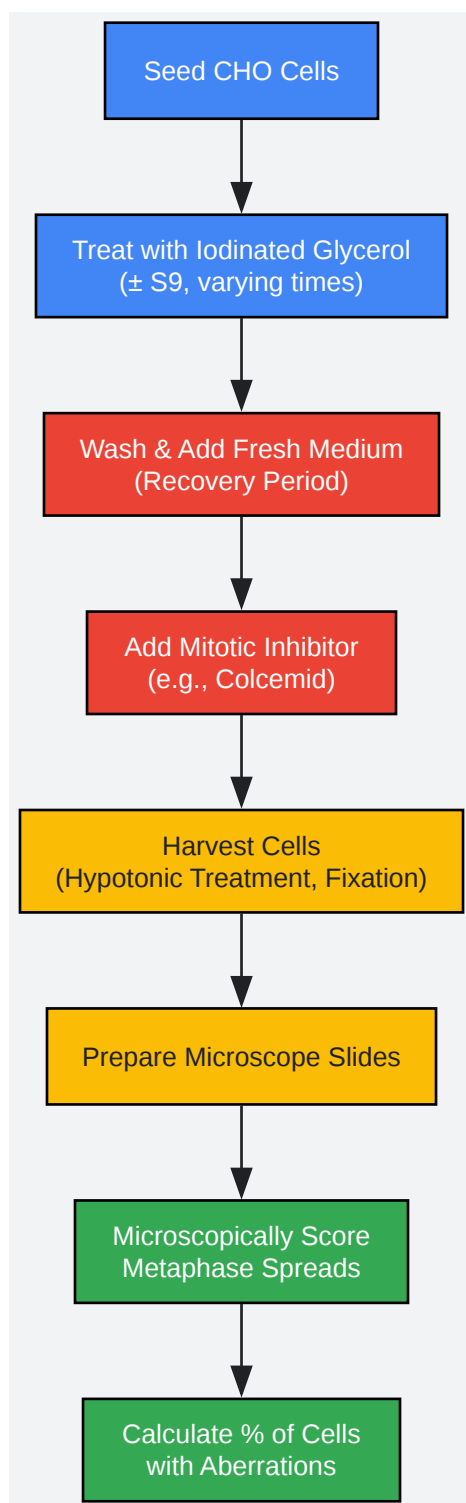 Seed CHO Cells
Treat with Iodinated Glycerol
(± S9, varying times)
Wash & Add Fresh Medium
(Recovery Period)
Add Mitotic Inhibitor
(e.g., Colcemid)
Harvest Cells
(Hypotonic Treatment, Fixation)
Prepare Microscope Slides
Microscopically Score
Metaphase Spreads
Calculate % of Cells
with Aberrations